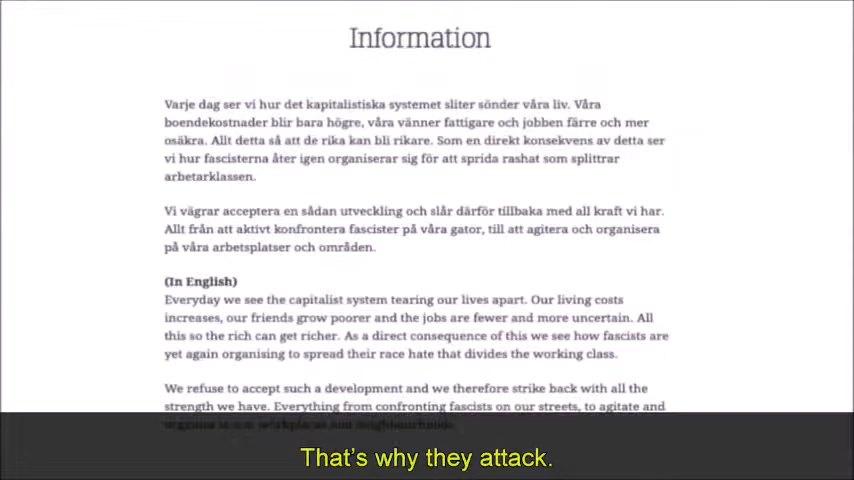 Information
Varje dag ser vi hur det kapitalistiska systemet sliter sönder våra liv. Våra
boendekostnader blir bara högre, våra vänner fattigare och jobben färre och mer
osäkra. Allt detta så att de rika kan bli rikare. Som en direkt konsekvens av detta ser
vi hur fascisterna åter igen organiserar sig för att sprida rashat som splittrar
arbetarklassen.
Vi vägrar acceptera en sådan utveckling och slår därför tillbaka med all kraft vi har.
Allt från att aktivt konfrontera fascister på våra gator, till att agitera och organisera
på våra arbetsplatser och områden.
(In English)
Everyday we see the capitalist system tearing our lives apart. Our living costs
increases, our friends grow poorer and the jobs are fewer and more uncertain. All
this so the rich can get richer. As a direct consequence of this we see how fascists are
yet again organising to spread their race hate that divides the working class.
We refuse to accept such a development and we therefore strike back with all the
strength we have. Everything from confronting fascists on our streets, to agitate and
organise in our workplaces and neighbourhoods.
That's why they attack.